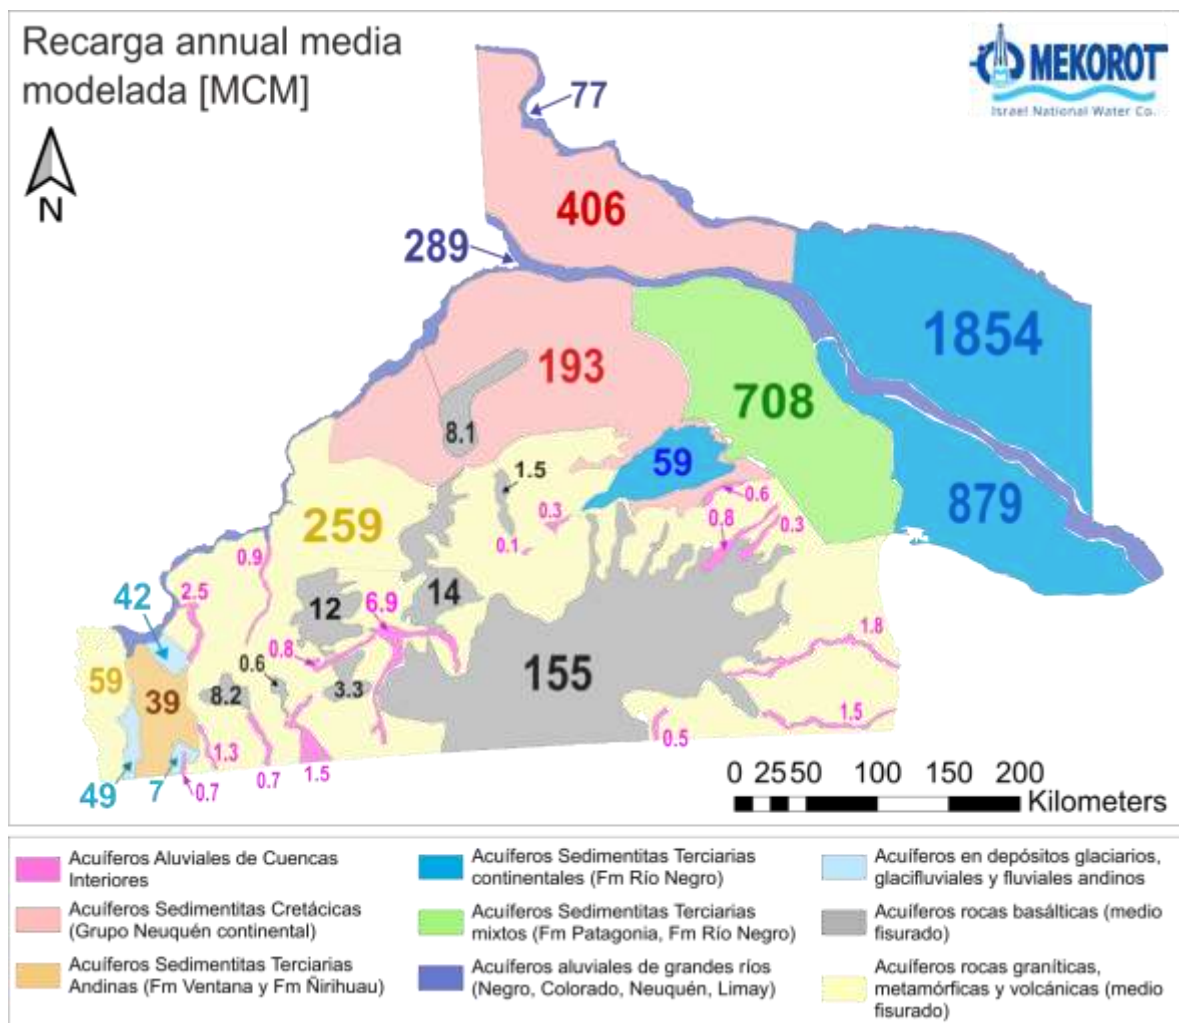 Recarga annual media
modelada [MCM]
MEKOROT
Israel National Water Co.
N
77
406
289
1854
193
708
8.1
59
1.5
879
259
0.6
0.3
0.8
0.3
0.1
0.9
2.5
42
12
14
6.9
1.8
0.8
0.6
155
59
39
8.2
3.3
1.5
1.3
0.5
49
7
0.7
0.7
1.5
0 25 50 100 150 200
Kilometers
Acuíferos Aluviales de Cuencas
Interiores
Acuíferos Sedimentitas Cretácicas
(Grupo Neuquén continental)
Acuíferos Sedimentitas Terciarias
Andinas (Fm Ventana y Fm Ñirihuau)
Acuíferos Sedimentitas Terciarias
continentales (Fm Río Negro)
Acuíferos Sedimentitas Terciarias
mixtos (Fm Patagonia, Fm Río Negro)
Acuíferos aluviales de grandes ríos
(Negro, Colorado, Neuquén, Limay)
Acuíferos en depósitos glaciarios,
glacifluviales y fluviales andinos
Acuíferos rocas basálticas (medio
fisurado)
Acuíferos rocas graníticas,
metamórficas y volcánicas (medio
fisurado)